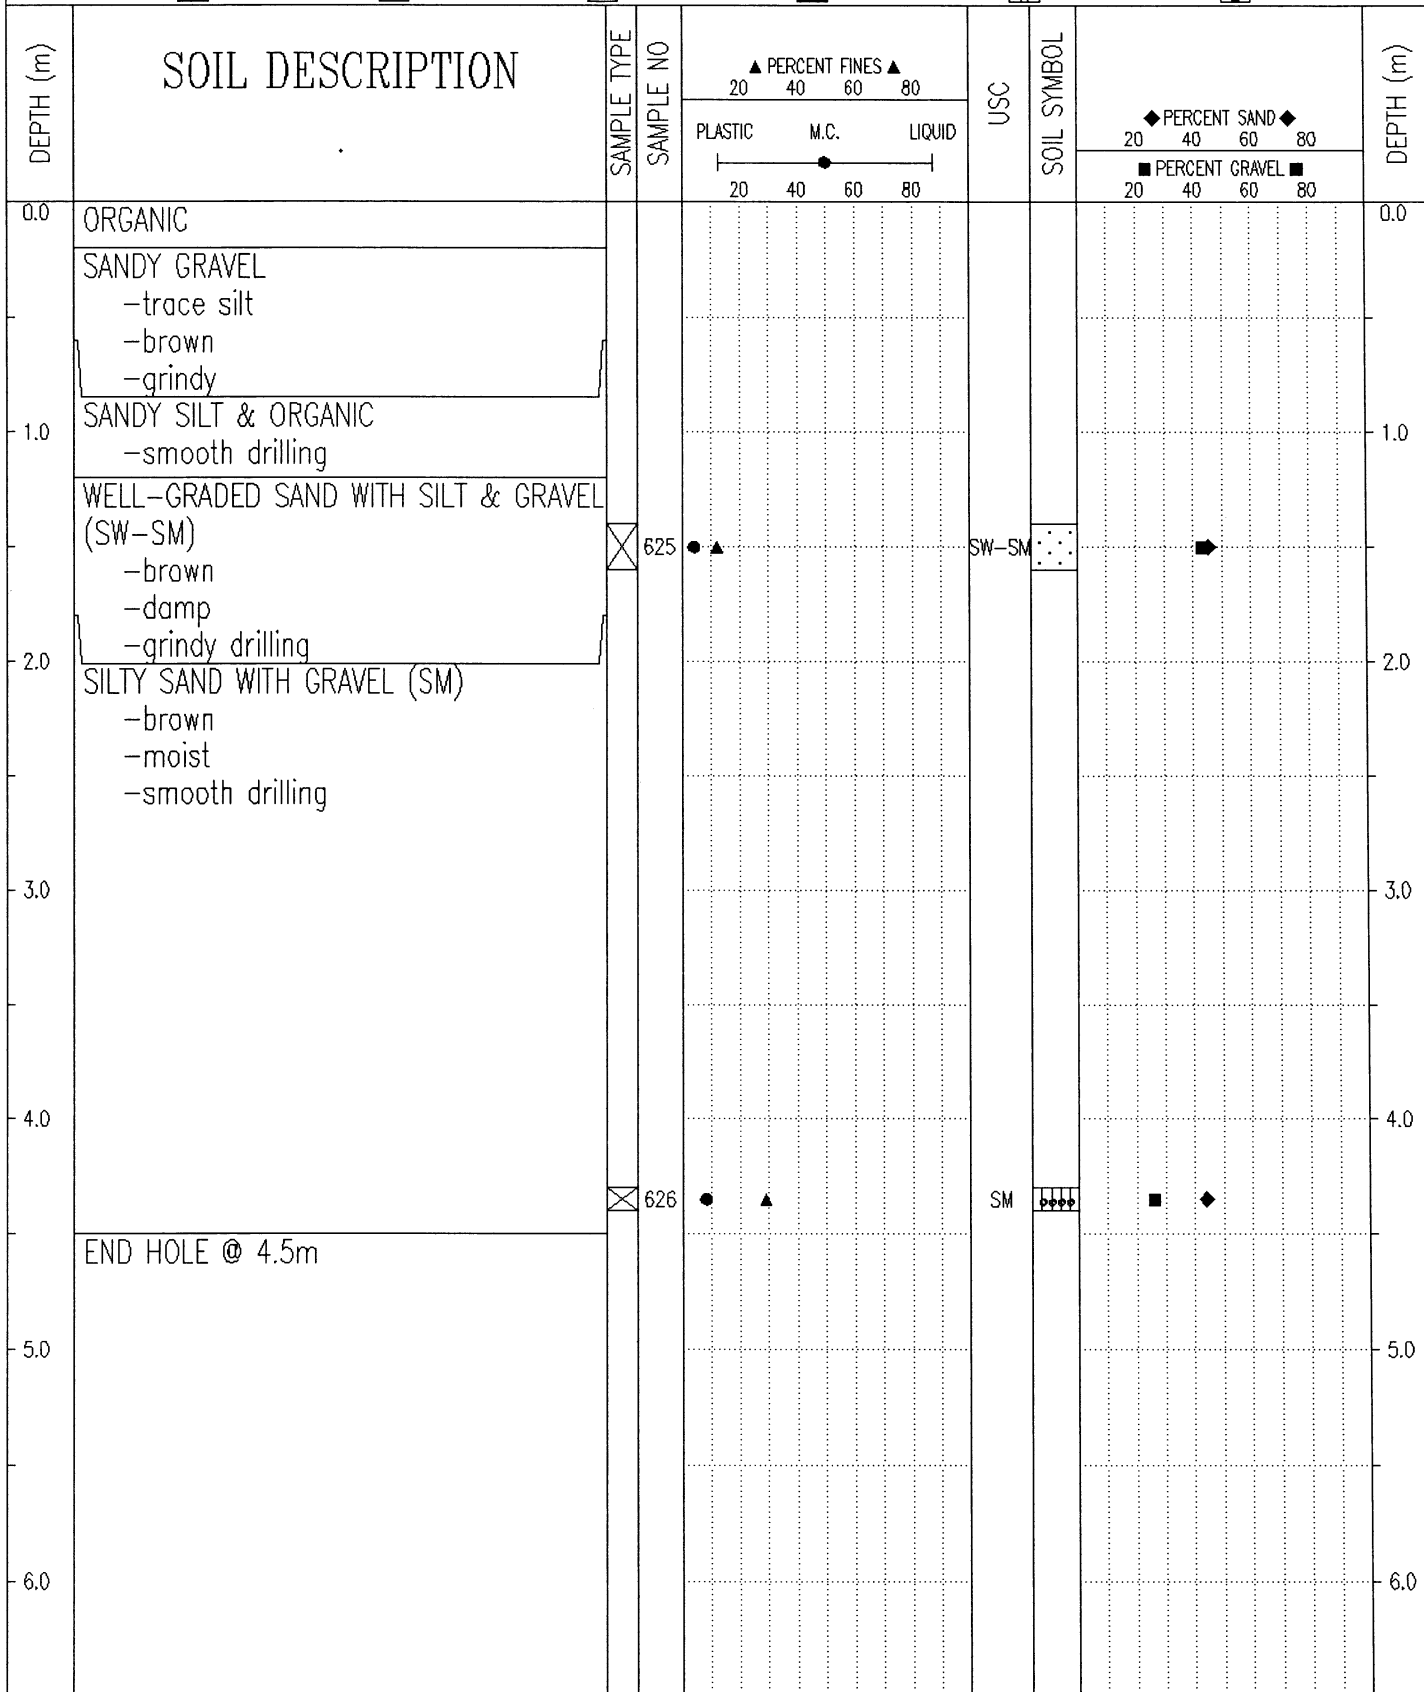 DEPTH (m)
SOIL DESCRIPTION
SAMPLE TYPE
SAMPLE NO
▲ PERCENT FINES ▲
20 40 60 80
PLASTIC M.C. LIQUID
20 40 60 80
USC
SOIL SYMBOL
◆ PERCENT SAND ◆
20 40 60 80
■ PERCENT GRAVEL ■
20 40 60 80
DEPTH (m)
0.0 ORGANIC 0.0
SANDY GRAVEL
-trace silt
-brown
-grindy
SANDY SILT & ORGANIC
1.0 1.0
-smooth drilling
WELL-GRADED SAND WITH SILT & GRAVEL
(SW-SM)
625 SW-SM
-brown
-damp
-grindy drilling
2.0 2.0
SILTY SAND WITH GRAVEL (SM)
-brown
-moist
-smooth drilling
3.0 3.0
4.0 4.0
626 SM
END HOLE @ 4.5m
5.0 5.0
6.0 6.0